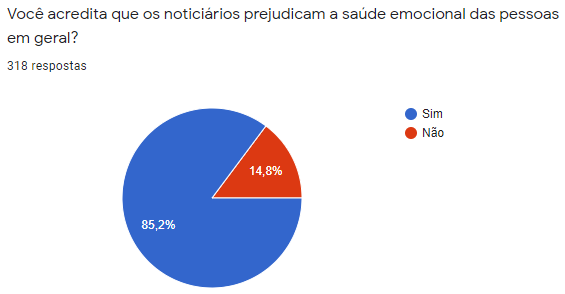 Você acredita que os noticiários prejudicam a saúde emocional das pessoas
em geral?
318 respostas
Sim
Não
14,8%
85,2%